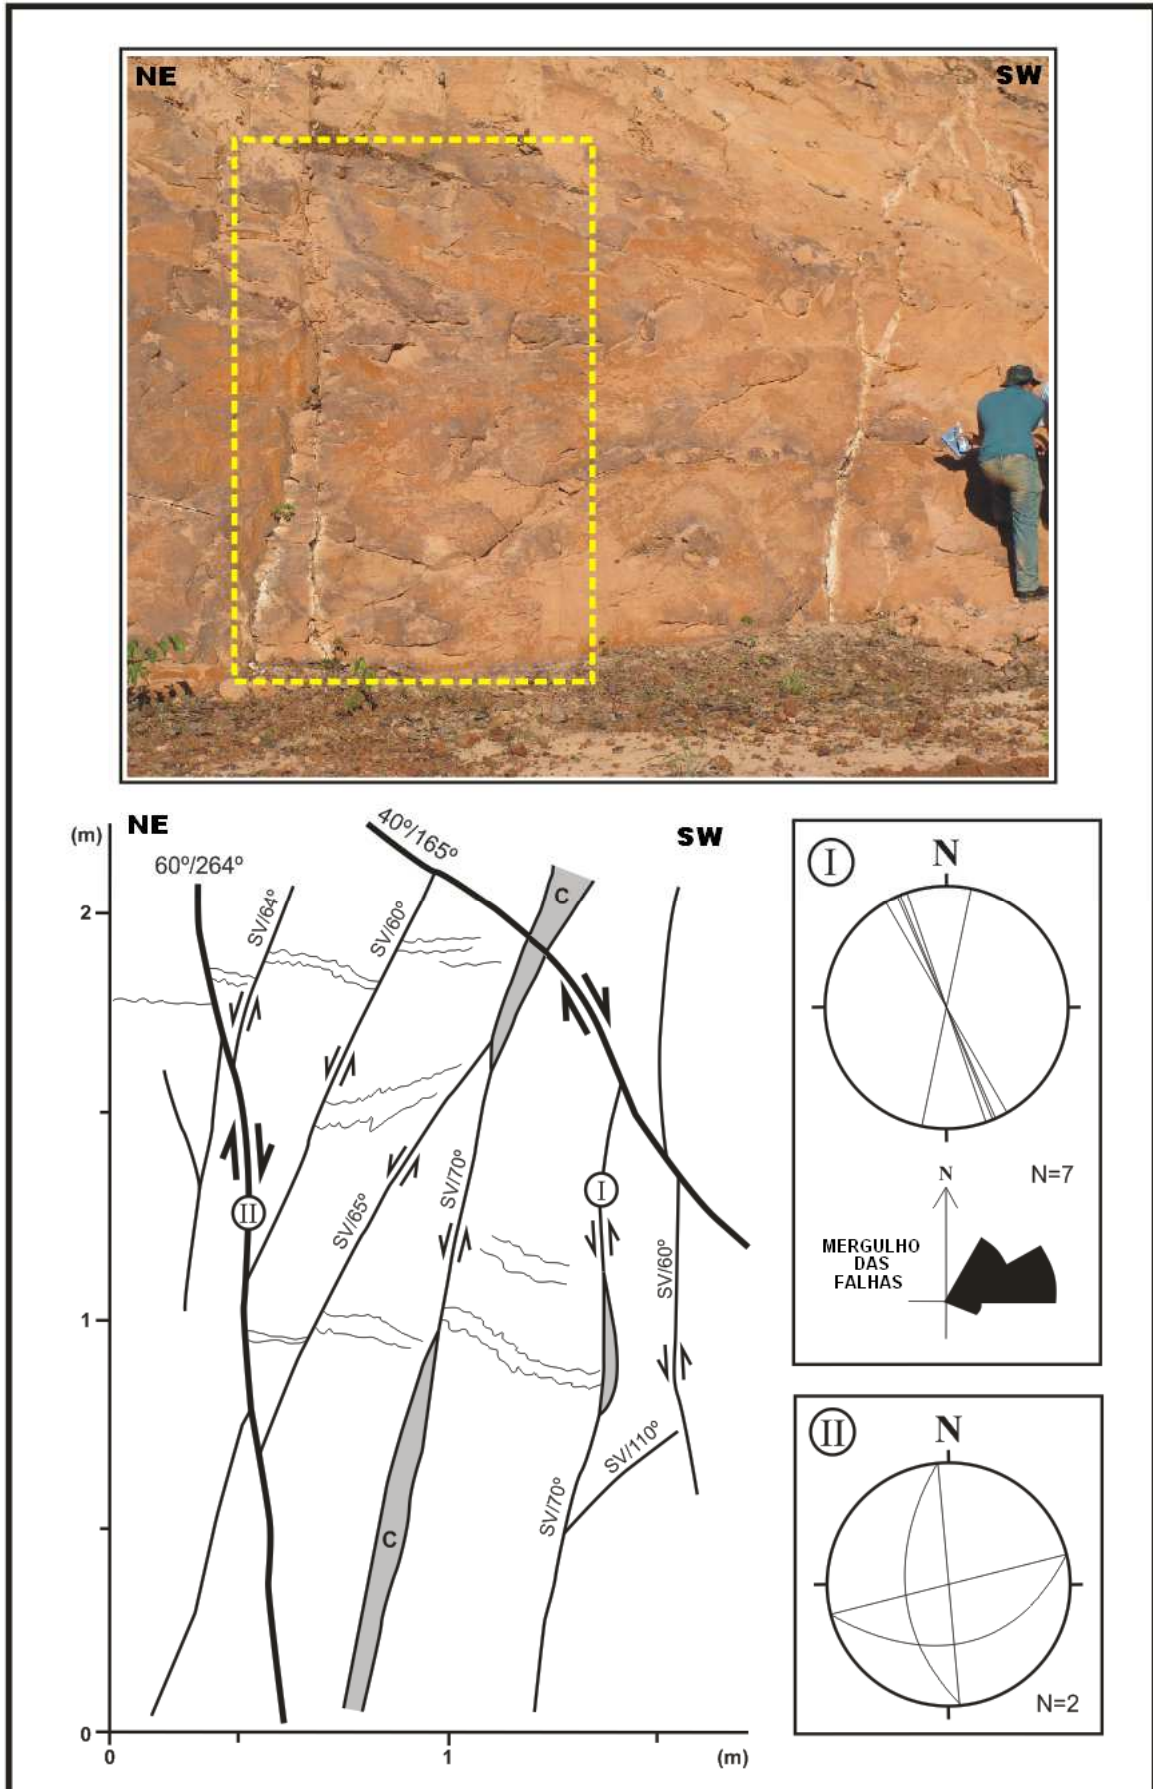 NE
SW
(m)
NE
SW
40º/165º
60º/264º
SV/64º
SV/60º
C
2
SV/70º
SV/65º
SV/60º
II
I
1
SV/110º
SV/70º
C
0
0
1
(m)
I
N
N=7
N
MERGULHO
DAS
FALHAS
II
N
N=2